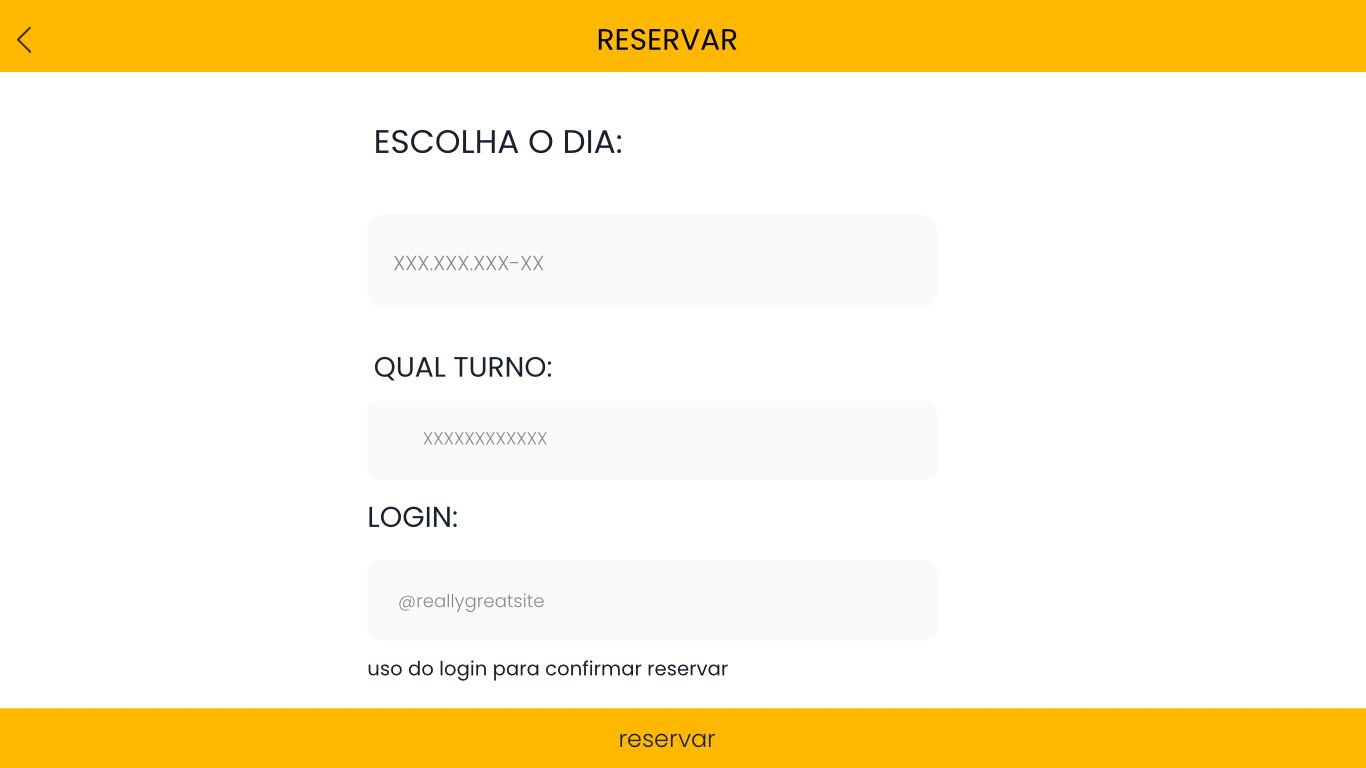 RESERVAR
ESCOLHA O DIA:
XXX.XXX.XXX-XX
QUAL TURNO:
XXXXXXXXXXXX
LOGIN:
@reallygreatsite
uso do login para confirmar reservar
reservar